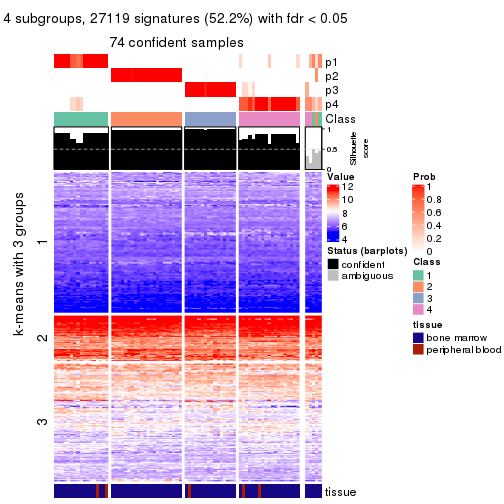 4 subgroups, 27119 signatures (52.2%) with fdr < 0.05
74 confident samples
p1
p2
p3
p4
Class
1
0.5
0
Silhouette
score
k-means with 3 groups
1
2
3
tissue
Value
12
10
8
6
4
Status (barplots)
confident
ambiguous
Prob
1
0.8
0.6
0.4
0.2
0
Class
1
2
3
4
tissue
bone marrow
peripheral blood